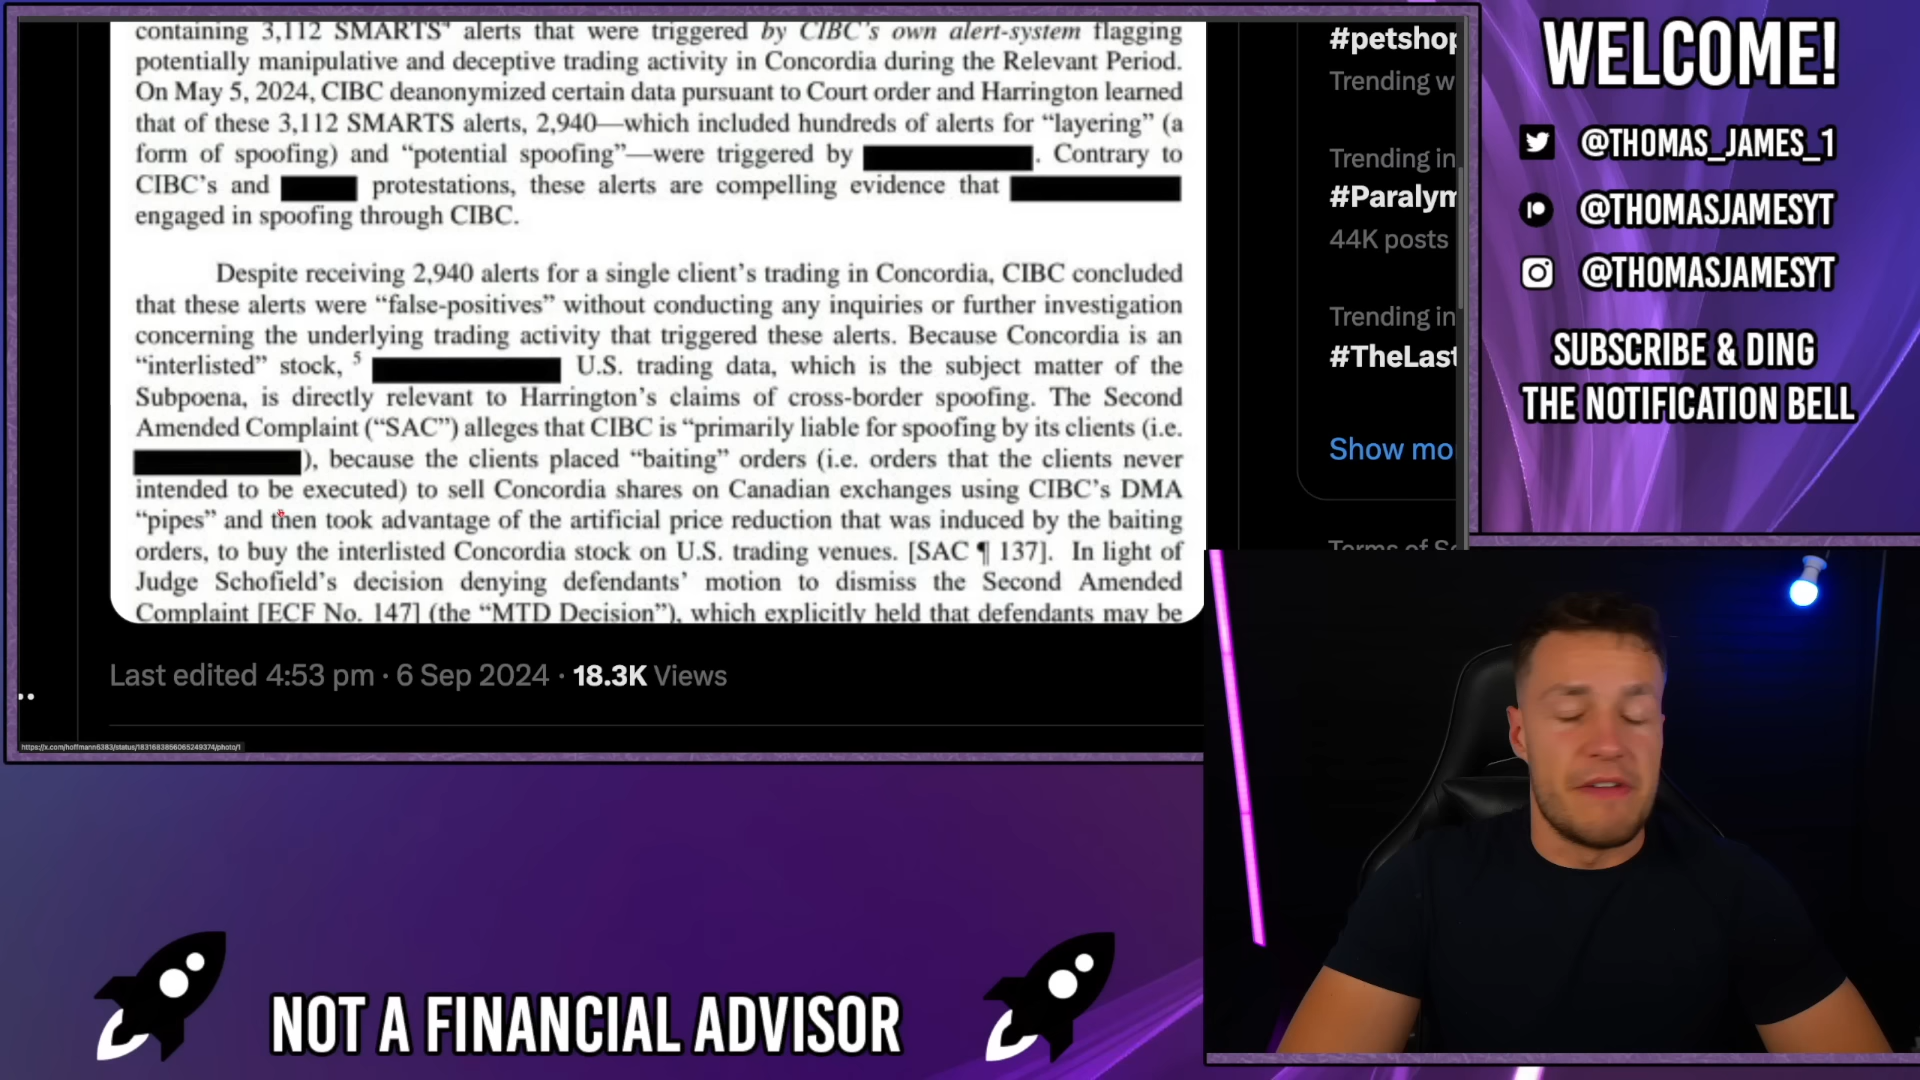 containing 3,112 SMARTS⁴ alerts that were triggered by CIBC's own alert-system flagging
potentially manipulative and deceptive trading activity in Concordia during the Relevant Period.
On May 5, 2024, CIBC deanonymized certain data pursuant to Court order and Harrington learned
that of these 3,112 SMARTS alerts, 2,940—which included hundreds of alerts for “layering” (a
form of spoofing) and “potential spoofing”—were triggered by . Contrary to
CIBC's and protestations, these alerts are compelling evidence that
engaged in spoofing through CIBC.
Despite receiving 2,940 alerts for a single client's trading in Concordia, CIBC concluded
that these alerts were “false-positives” without conducting any inquiries or further investigation
concerning the underlying trading activity that triggered these alerts. Because Concordia is an
“interlisted” stock, ⁵ U.S. trading data, which is the subject matter of the
Subpoena, is directly relevant to Harrington's claims of cross-border spoofing. The Second
Amended Complaint (“SAC”) alleges that CIBC is “primarily liable for spoofing by its clients (i.e.
), because the clients placed “baiting” orders (i.e. orders that the clients never
intended to be executed) to sell Concordia shares on Canadian exchanges using CIBC's DMA
“pipes” and then took advantage of the artificial price reduction that was induced by the baiting
orders, to buy the interlisted Concordia stock on U.S. trading venues. [SAC ¶ 137]. In light of
Judge Schofield's decision denying defendants' motion to dismiss the Second Amended
Complaint [ECF No. 147] (the “MTD Decision”), which explicitly held that defendants may be
Last edited 4:53 pm · 6 Sep 2024 · 18.3K Views
https://x.com/hoffmann6383/status/1831683856065249374/photo/1
#petshop
Trending w
Trending in
#Paralym
44K posts
Trending in
#TheLast
Show mo
Terms of Se
WELCOME!
@THOMAS_JAMES_1
@THOMASJAMESYT
@THOMASJAMESYT
SUBSCRIBE & DING
THE NOTIFICATION BELL
NOT A FINANCIAL ADVISOR